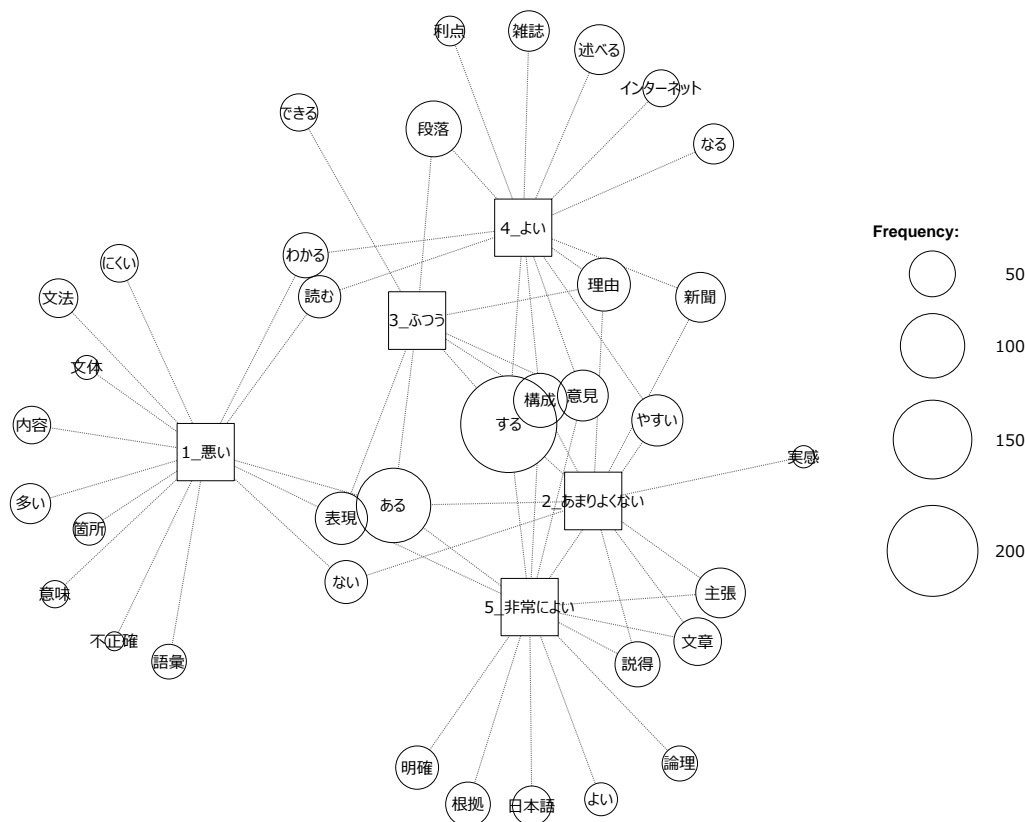 利点
雑誌
述べる
インターネット
できる
段落
なる
4_よい
わかる
にくい
読む
理由
新聞
文法
3_ふつう
文体
内容
1_悪い
する
構成
意見
やすい
実感
多い
箇所
表現
ある
2_あまりよくない
意味
ない
5_非常によい
主張
不正確
語彙
説得
文章
明確
根拠
日本語
よい
論理
Frequency:
50
100
150
200